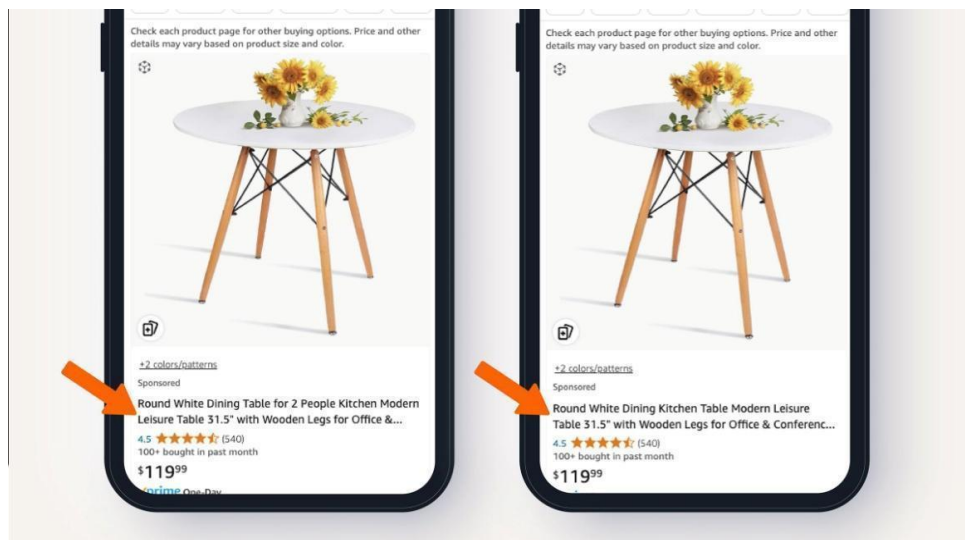 Check each product page for other buying options. Price and other
details may vary based on product size and color.
+2 colors/patterns
Sponsored
Round White Dining Table for 2 People Kitchen Modern
Leisure Table 31.5" with Wooden Legs for Office &...
4.5 (540)
100+ bought in past month
$119⁹⁹
prime One-Day
Check each product page for other buying options. Price and other
details may vary based on product size and color.
+2 colors/patterns
Sponsored
Round White Dining Kitchen Table Modern Leisure
Table 31.5" with Wooden Legs for Office & Conferenc...
4.5 (540)
100+ bought in past month
$119⁹⁹